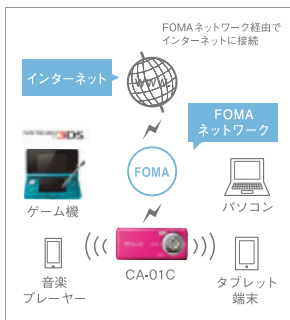 FOMAネットワーク経由で
インターネットに接続
インターネット
www.
FOMA
ネットワーク
3DS
FOMA
ゲーム機
パソコン
音楽
プレーヤー
CA-01C
タブレット
端末